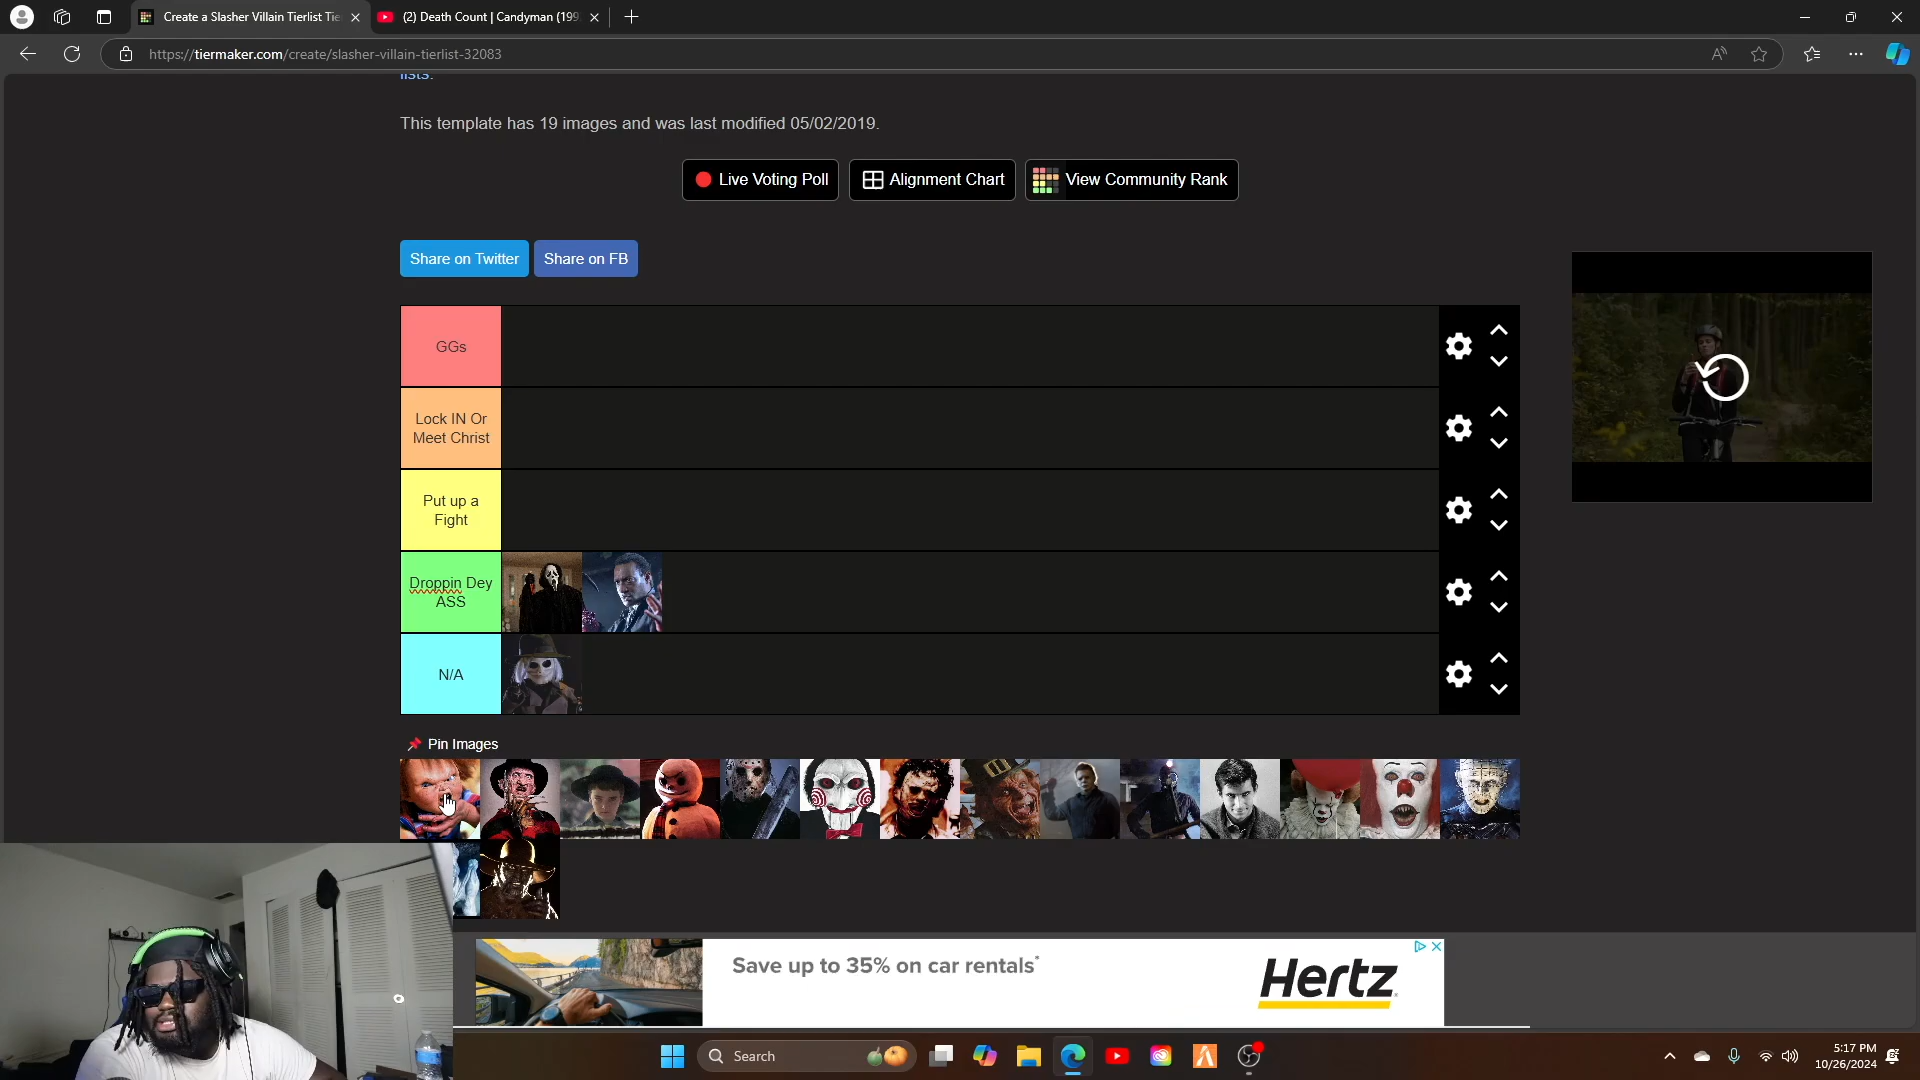 Create a Slasher Villain Tierlist Tie
(2) Death Count | Candyman (199
https://tiermaker.com/create/slasher-villain-tierlist-32083
lists.
This template has 19 images and was last modified 05/02/2019.
Live Voting Poll
Alignment Chart
View Community Rank
Share on Twitter
Share on FB
GGs
Lock IN Or
Meet Christ
Put up a
Fight
Droppin Dey
ASS
N/A
Pin Images
Save up to 35% on car rentals*
Hertz
Search
5:17 PM
10/26/2024